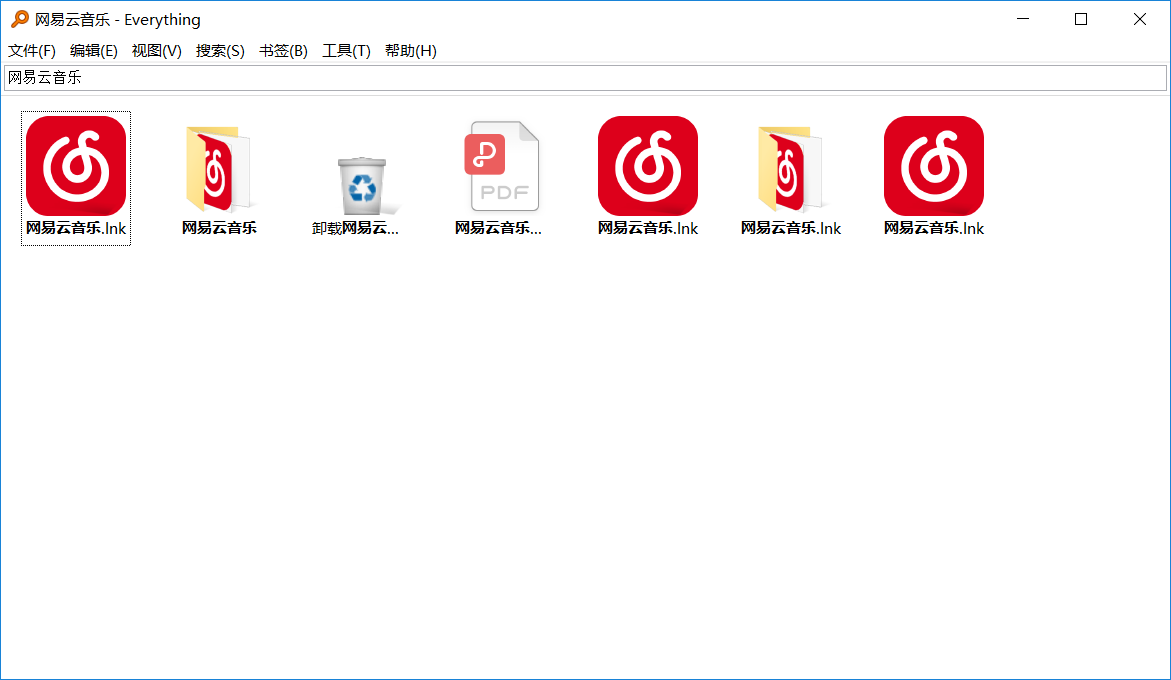 网易云音乐 - Everything
文件(F) 编辑(E) 视图(V) 搜索(S) 书签(B) 工具(T) 帮助(H)
网易云音乐
PDF
网易云音乐.lnk 网易云音乐 卸载网易云... 网易云音乐... 网易云音乐.lnk 网易云音乐.lnk 网易云音乐.lnk